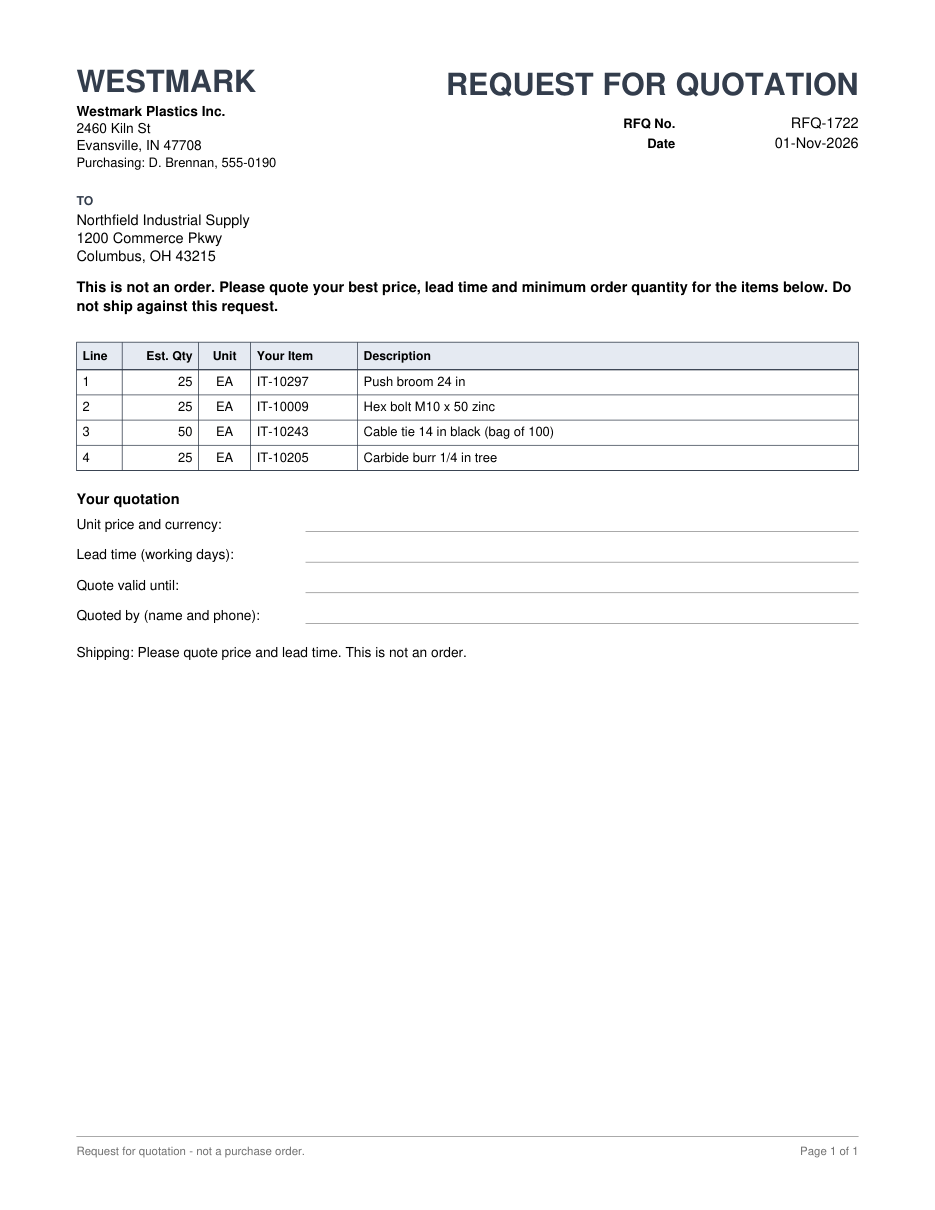 WESTMARK
Westmark Plastics Inc.
2460 Kiln St
Evansville, IN 47708
Purchasing: D. Brennan, 555-0190
REQUEST FOR QUOTATION
RFQ No. RFQ-1722
Date 01-Nov-2026
TO
Northfield Industrial Supply
1200 Commerce Pkwy
Columbus, OH 43215
This is not an order. Please quote your best price, lead time and minimum order quantity for the items below. Do
not ship against this request.
Line Est. Qty Unit Your Item Description
1 25 EA IT-10297 Push broom 24 in
2 25 EA IT-10009 Hex bolt M10 x 50 zinc
3 50 EA IT-10243 Cable tie 14 in black (bag of 100)
4 25 EA IT-10205 Carbide burr 1/4 in tree
Your quotation
Unit price and currency:
Lead time (working days):
Quote valid until:
Quoted by (name and phone):
Shipping: Please quote price and lead time. This is not an order.
Request for quotation - not a purchase order. Page 1 of 1